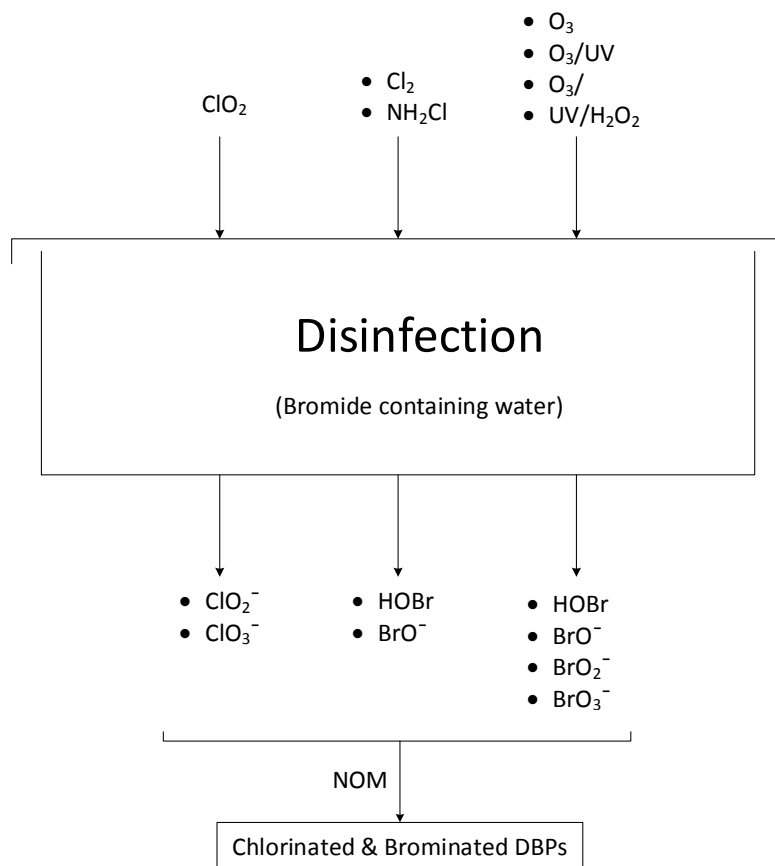 ClO₂
• Cl₂
• NH₂Cl
• O₃
• O₃/UV
• O₃/
• UV/H₂O₂
Disinfection
(Bromide containing water)
• ClO₂⁻
• ClO₃⁻
• HOBr
• BrO⁻
• HOBr
• BrO⁻
• BrO₂⁻
• BrO₃⁻
NOM
Chlorinated & Brominated DBPs